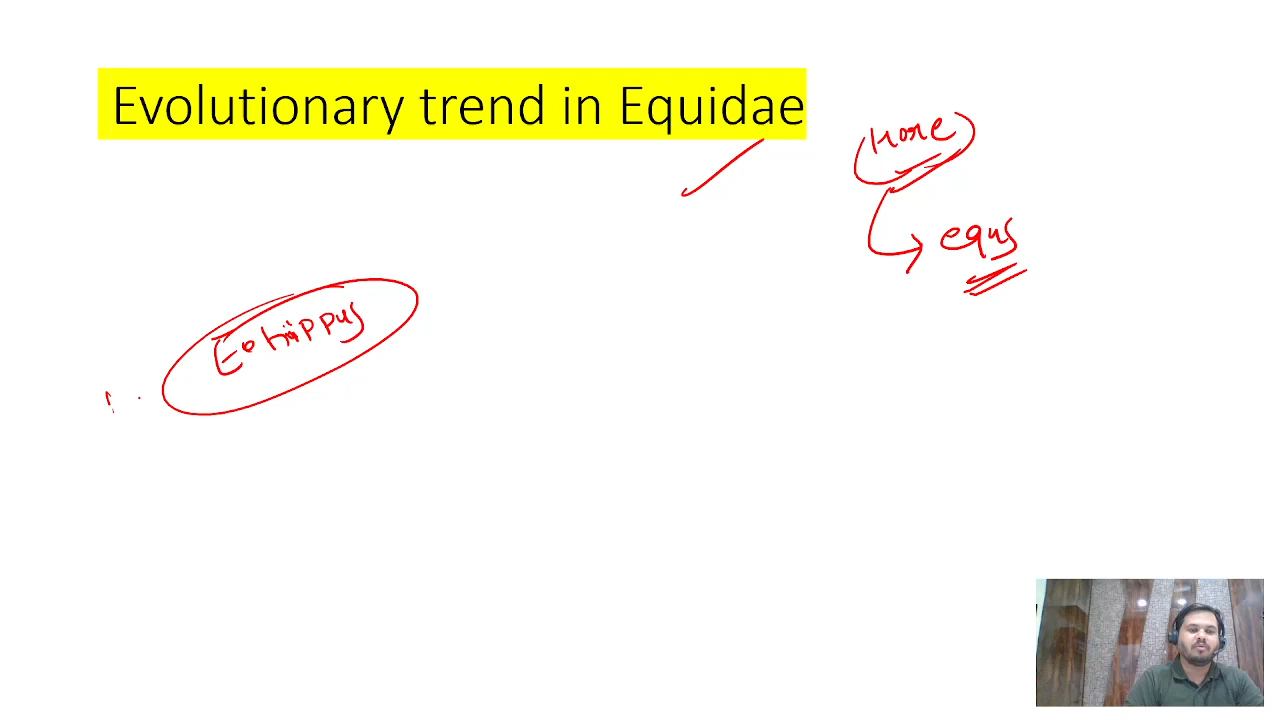 Evolutionary trend in Equidae
Horse
equs
Eohippus